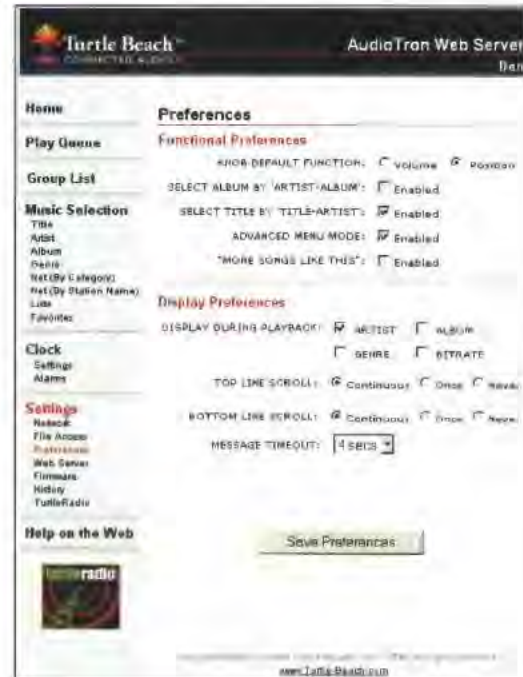 Turtle Beach
CONNECTED AUDIO
AudioTron Web Server
Home
Play Queue
Group List
Music Selection
Title
Artist
Album
Genre
Net (By Category)
Net (By Station Name)
Lists
Favorites
Clock
Settings
Alarms
Settings
Network
File Access
Preferences
Web Server
Firmware
History
TurtleRadio
Help on the Web
turtleradio
Preferences
Functional Preferences
KNOB DEFAULT FUNCTION: Volume Position
SELECT ALBUM BY 'ARTIST-ALBUM': Enabled
SELECT TITLE BY 'TITLE-ARTIST': Enabled
ADVANCED MENU MODE: Enabled
"MORE SONGS LIKE THIS": Enabled
Display Preferences
DISPLAY DURING PLAYBACK: ARTIST ALBUM
GENRE BITRATE
TOP LINE SCROLL: Continuous Once Never
BOTTOM LINE SCROLL: Continuous Once Never
MESSAGE TIMEOUT: 4 secs
Save Preferences
www.TurtleBeach.com